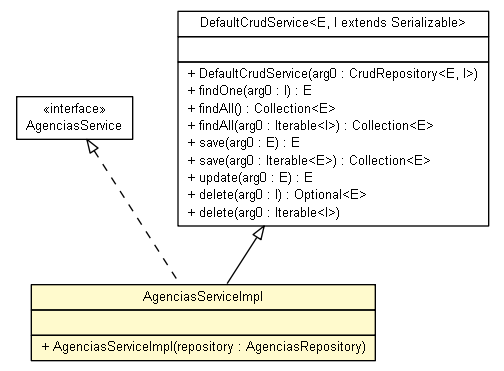 DefaultCrudService<E, I extends Serializable>
+ DefaultCrudService(arg0 : CrudRepository<E, I>)
+ findOne(arg0 : I) : E
+ findAll() : Collection<E>
+ findAll(arg0 : Iterable<I>) : Collection<E>
+ save(arg0 : E) : E
+ save(arg0 : Iterable<E>) : Collection<E>
+ update(arg0 : E) : E
+ delete(arg0 : I) : Optional<E>
+ delete(arg0 : Iterable<I>)
«interface»
AgenciasService
AgenciasServiceImpl
+ AgenciasServiceImpl(repository : AgenciasRepository)